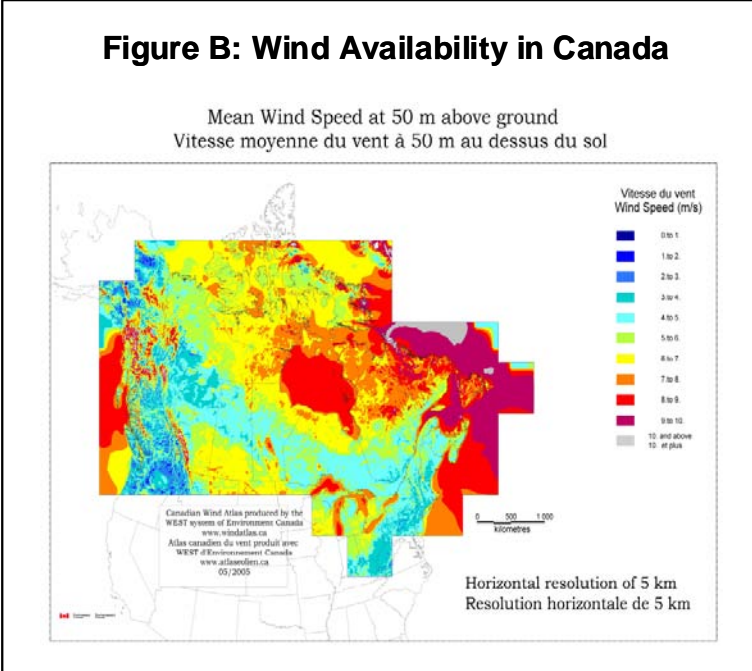 Figure B: Wind Availability in Canada
Mean Wind Speed at 50 m above ground
Vitesse moyenne du vent à 50 m au dessus du sol
Vitesse du vent
Wind Speed (m/s)
0 to 1.
1 to 2.
2 to 3.
3 to 4.
4 to 5.
5 to 6.
6 to 7.
7 to 8.
8 to 9.
9 to 10.
10. and above
10. et plus
Canadian Wind Atlas produced by the
WEST system of Environment Canada
www.windatlas.ca
Atlas canadien du vent produit avec
WEST d'Environnement Canada
www.atlaseolien.ca
05/2005
0 500 1 000
kilometres
Horizontal resolution of 5 km
Resolution horizontale de 5 km